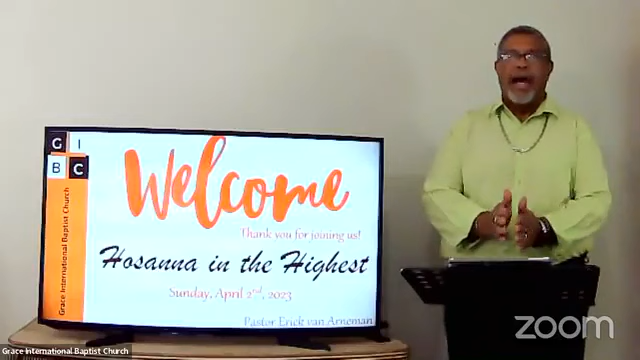 G I
B C
Grace International Baptist Church
Welcome
Thank you for joining us!
Hosanna in the Highest
Sunday, April 2nd, 2023
Pastor Erick van Arneman
Grace International Baptist Church
zoom